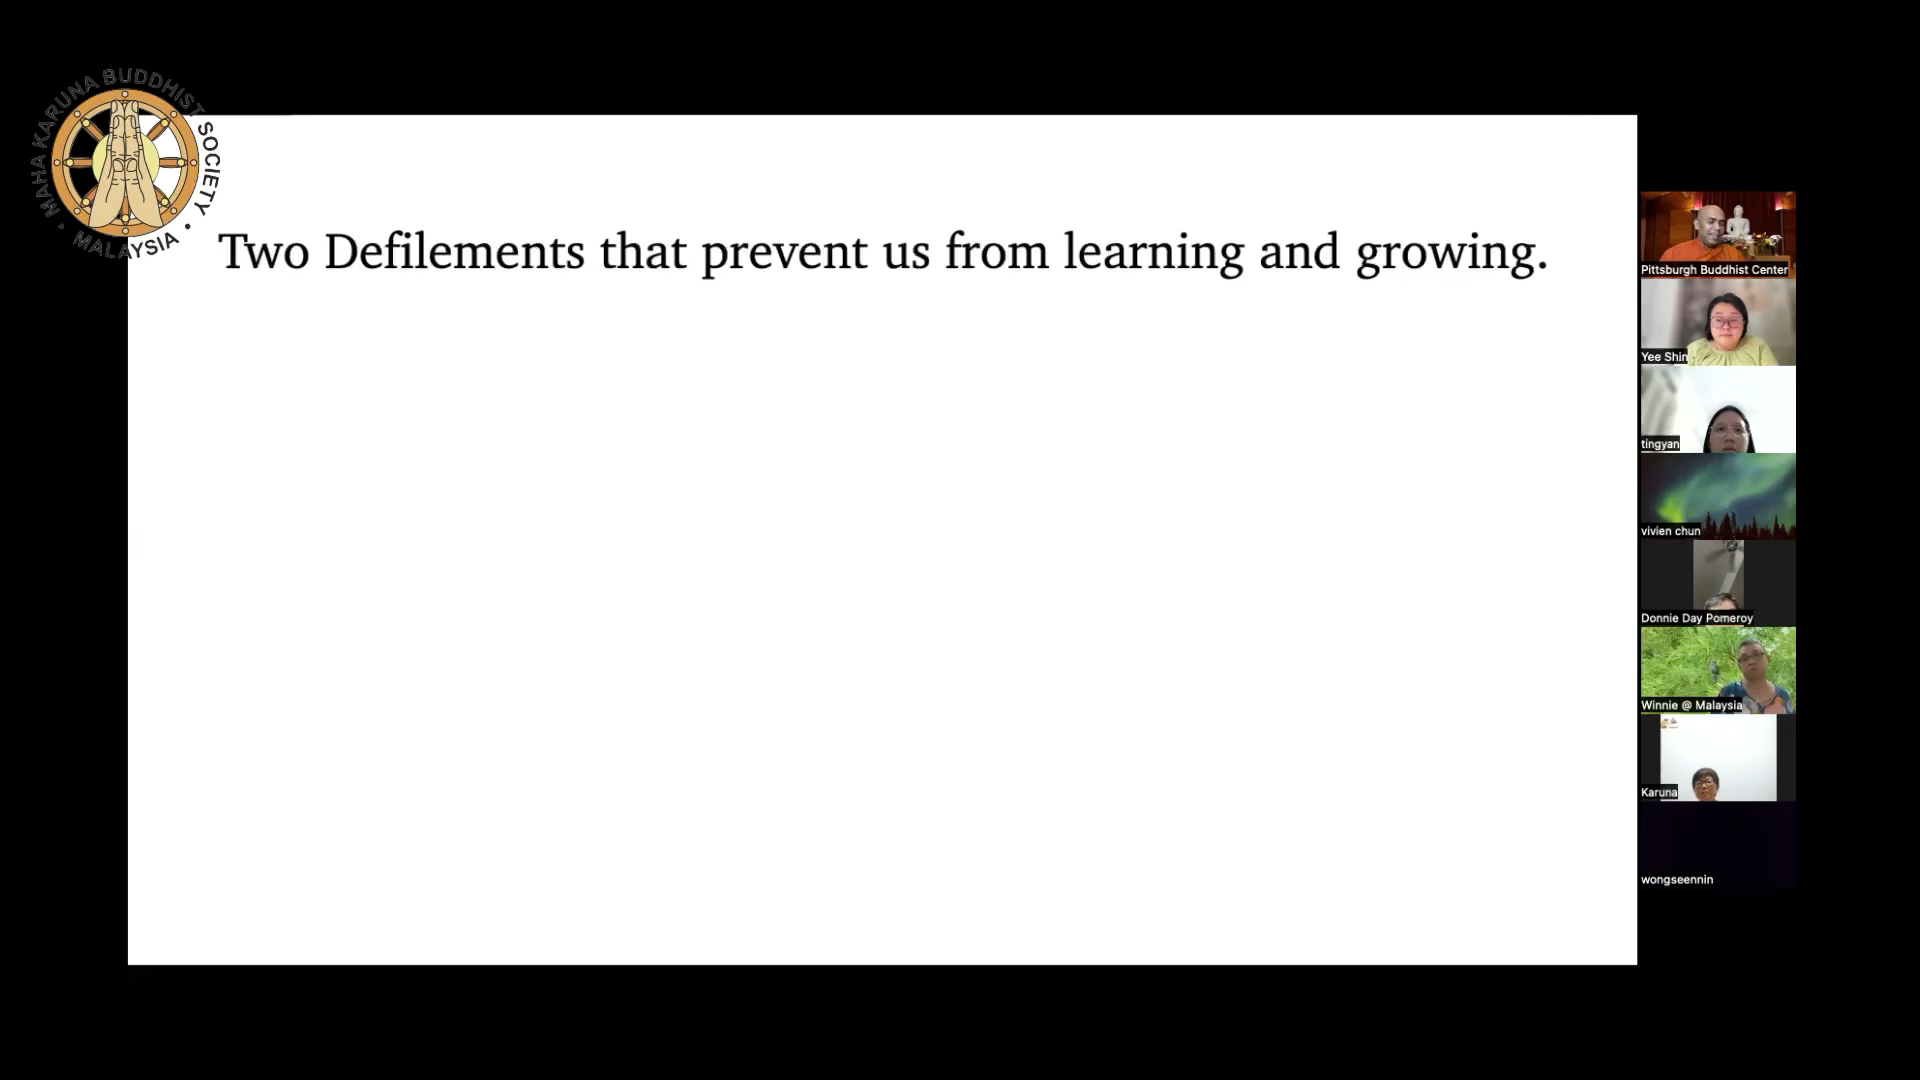 MAHA KARUNA BUDDHIST SOCIETY
• MALAYSIA •
Two Defilements that prevent us from learning and growing.
Pittsburgh Buddhist Center
Yee Shin
tingyan
vivien chun
Donnie Day Pomeroy
Winnie @ Malaysia
Karuna
wongseennin